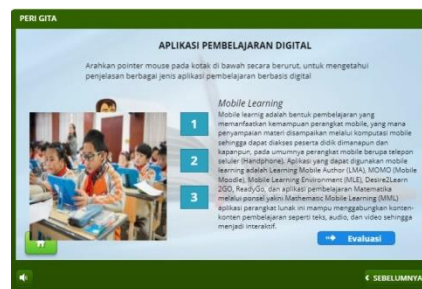 PERI GITA
APLIKASI PEMBELAJARAN DIGITAL
Arahkan pointer mouse pada kotak di bawah secara berurut, untuk mengetahui
penjelasan berbagai jenis aplikasi pembelajaran berbasis digital
Mobile Learning
Mobile learnig adalah bentuk pembelajaran yang
memanfaatkan kemampuan perangkat mobile, yang mana
penyampaian materi disampaikan melalui komputasi mobile
sehingga dapat diakses peserta didik dimanapun dan
kapanpun, pada umumnya perangkat mobile berupa telepon
seluler (Handphone). Aplikasi yang dapat digunakan mobile
learning adalah Learning Mobile Author (LMA), MOMO (Mobile
Moodle), Mobile Learning Environment (MLE), Desire2Learn
2GO, ReadyGo, dan aplikasi pembelajaran Matematika
melalui ponsel yakni Mathematic Mobile Learning (MML)
aplikasi perangkat lunak ini mampu menggabungkan konten-
konten pembelajaran seperti teks, audio, dan video sehingga
menjadi interaktif.
1
2
3
Evaluasi
SEBELUMNYA